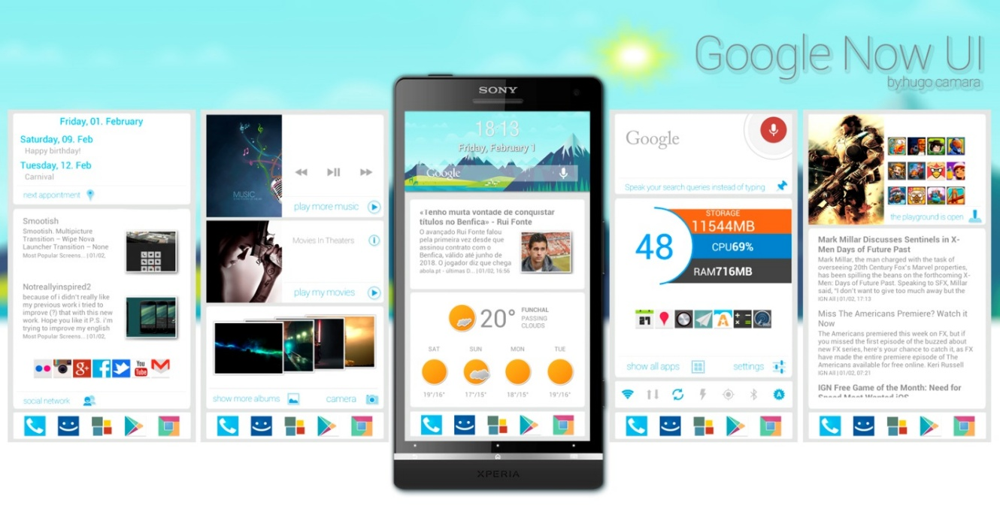 Google Now UI
by:hugo camara
Friday, 01. February
Saturday, 09. Feb
Happy birthday!
Tuesday, 12. Feb
Carnival
next appointment
Smootish
Smootish. Multipicture
Transition – Wipe Nova
Launcher Transition – None
Most Popular Screens... | 01/02,
Notreallyinspired2
because of i didn't really like
my previous work i tried to
improve (?) that with this new
work. Hope you like it P.S. i'm
trying to improve my english
Most Popular Screens... | 01/02,
You
Tube
social network
MUSIC
play more music
Movies In Theaters
play my movies
show more albums
camera
SONY
18:13
Friday, February 1
Google
«Tenho muita vontade de conquistar
títulos no Benfica» - Rui Fonte
O avançado Rui Fonte falou
pela primeira vez desde que
assinou contrato com o
Benfica, válido até junho de
2018. O jogador diz que chega
abola.pt - últimas D... | 01/02, 16:56
20°
FUNCHAL
PASSING
CLOUDS
SAT
SUN
MON
TUE
19°/16°
17°/15°
18°/15°
19°/16°
XPERIA
Google
Speak your search queries instead of typing
48
STORAGE
11544MB
CPU69%
RAM716MB
show all apps
settings
the playground is open
Mark Millar Discusses Sentinels in X-
Men Days of Future Past
Mark Millar, the man charged with the task of
overseeing 20th Century Fox's Marvel properties,
has been spilling the beans on the forthcoming X-
Men: Days of Future Past. Speaking to SFX, Millar
said, "I don't want to give too much away but the
IGN All | 01/02, 17:13
Miss The Americans Premiere? Watch it
Now
The Americans premiered this week on FX, but if
you missed the first episode of the buzzed about
new FX series, here's your chance to catch it, as FX
have made the entire premiere episode of The
Americans available for free online. Keri Russell
IGN All | 01/02, 07:21
IGN Free Game of the Month: Need for
Speed Most Wanted iOS